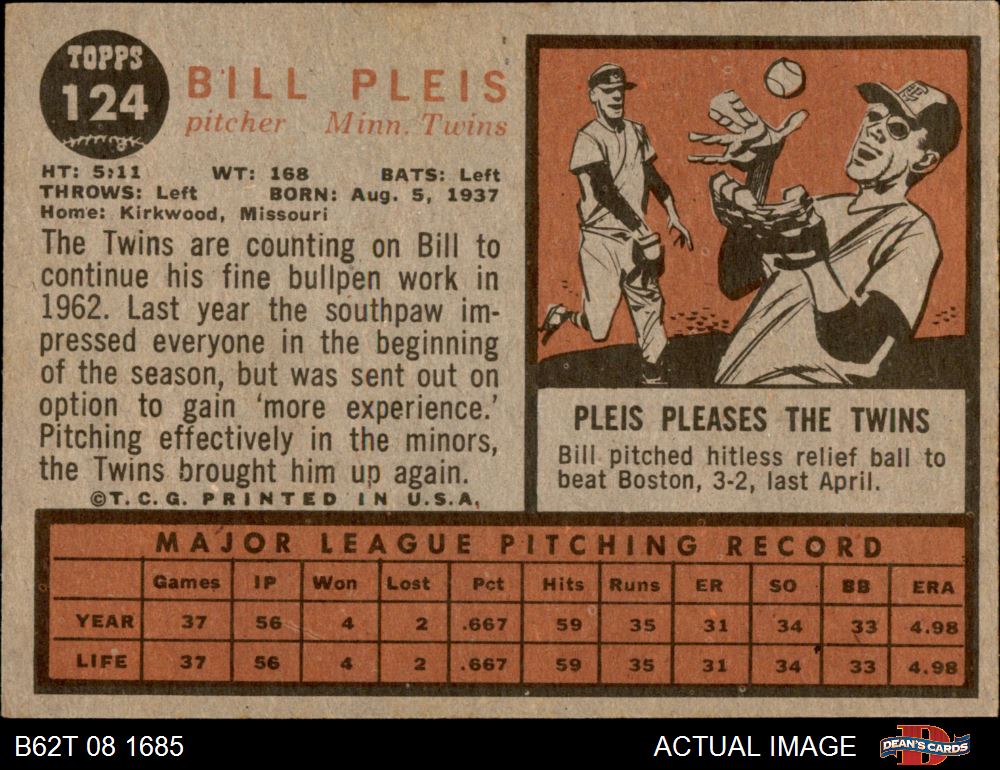 TOPPS
124
BILL PLEIS
pitcher Minn. Twins
HT: 5:11 WT: 168 BATS: Left
THROWS: Left BORN: Aug. 5, 1937
Home: Kirkwood, Missouri
The Twins are counting on Bill to
continue his fine bullpen work in
1962. Last year the southpaw im-
pressed everyone in the beginning
of the season, but was sent out on
option to gain 'more experience.'
Pitching effectively in the minors,
the Twins brought him up again.
©T.C.G. PRINTED IN U.S.A.
PLEIS PLEASES THE TWINS
Bill pitched hitless relief ball to
beat Boston, 3-2, last April.
MAJOR LEAGUE PITCHING RECORD
Games IP Won Lost Pct Hits Runs ER SO BB ERA
YEAR 37 56 4 2 .667 59 35 31 34 33 4.98
LIFE 37 56 4 2 .667 59 35 31 34 33 4.98
B62T 08 1685 ACTUAL IMAGE DEAN'S CARDS